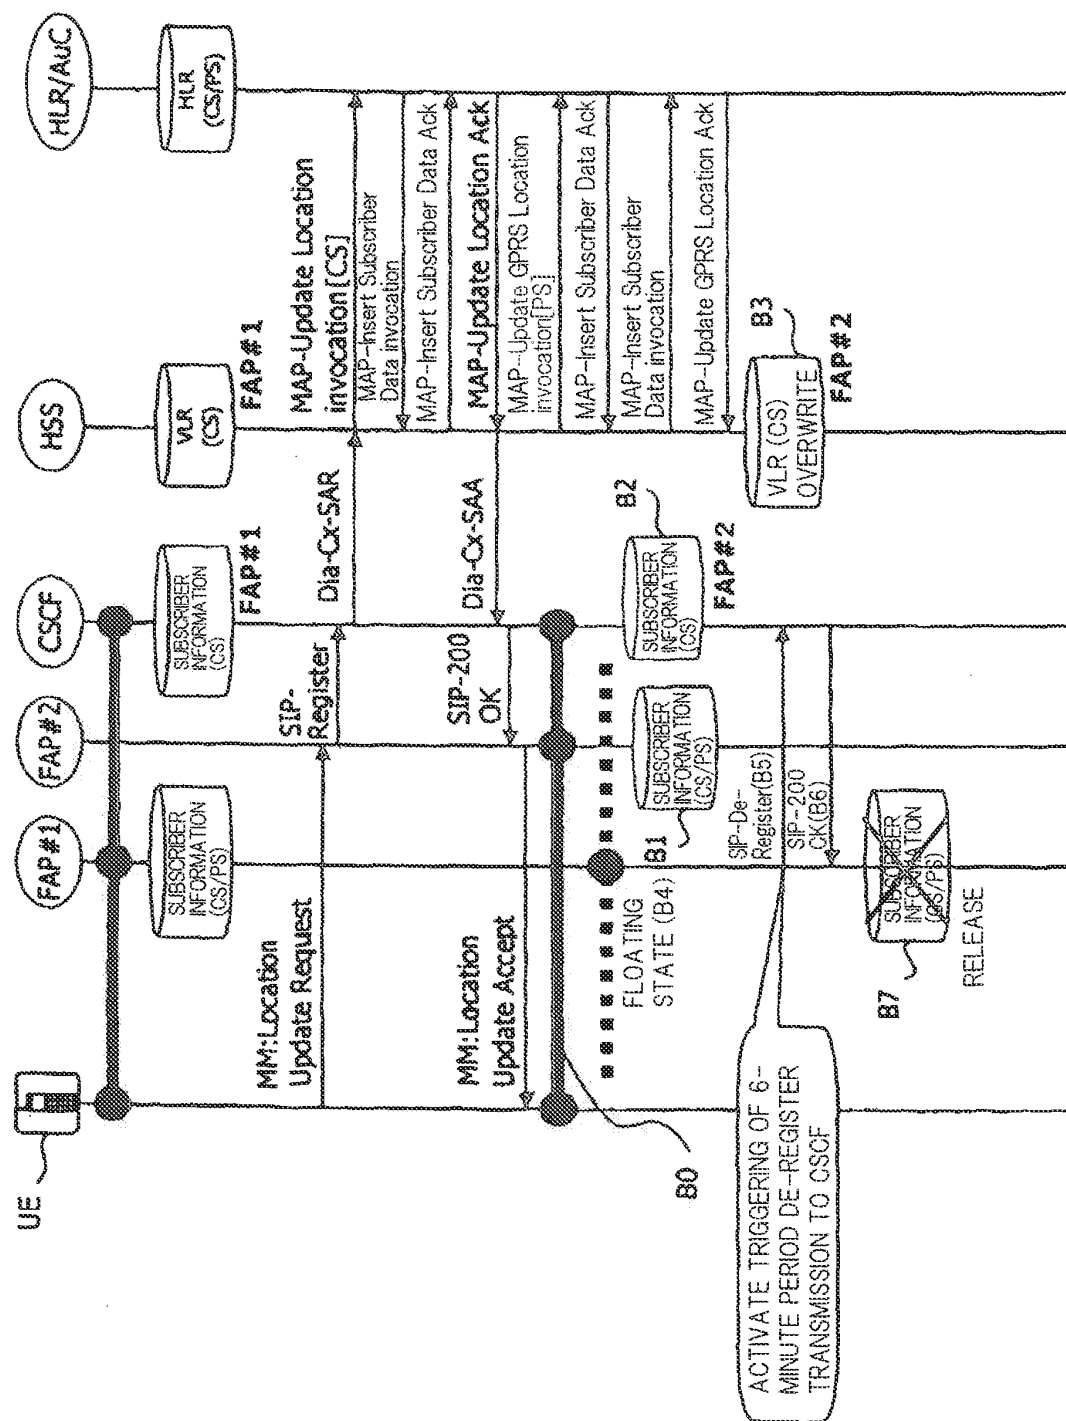 UE
(FAP#1)
(FAP#2)
CSCF
HSS
HLR/AuC
SUBSCRIBER
INFORMATION
(CS/PS)
SUBSCRIBER
INFORMATION
(CS)
FAP#1
VLR
(CS)
FAP#1
HLR
(CS/PS)
MM:Location
Update Request
SIP-
Register
Dia-Cx-SAR
MAP-Update Location
invocation[CS]
MAP-Insert Subscriber
Data invocation
MAP-Insert Subscriber Data Ack
MAP-Update Location Ack
MAP-Update GPRS Location
invocation[PS]
MAP-Insert Subscriber Data Ack
MAP-Insert Subscriber
Data invocation
MAP-Update GPRS Location Ack
Dia-Cx-SAA
SIP-200
OK
MM:Location
Update Accept
B0
FLOATING
STATE (B4)
B1
SUBSCRIBER
INFORMATION
(CS/PS)
B2
SUBSCRIBER
INFORMATION
(CS)
FAP#2
B3
VLR (CS)
OVERWRITE
FAP#2
ACTIVATE TRIGGERING OF 6-
MINUTE PERIOD DE-REGISTER
TRANSMISSION TO CSCF
SIP-De-
Register(B5)
SIP-200
CK(B6)
B7
SUBSCRIBER
INFORMATION
(CS/PS)
RELEASE